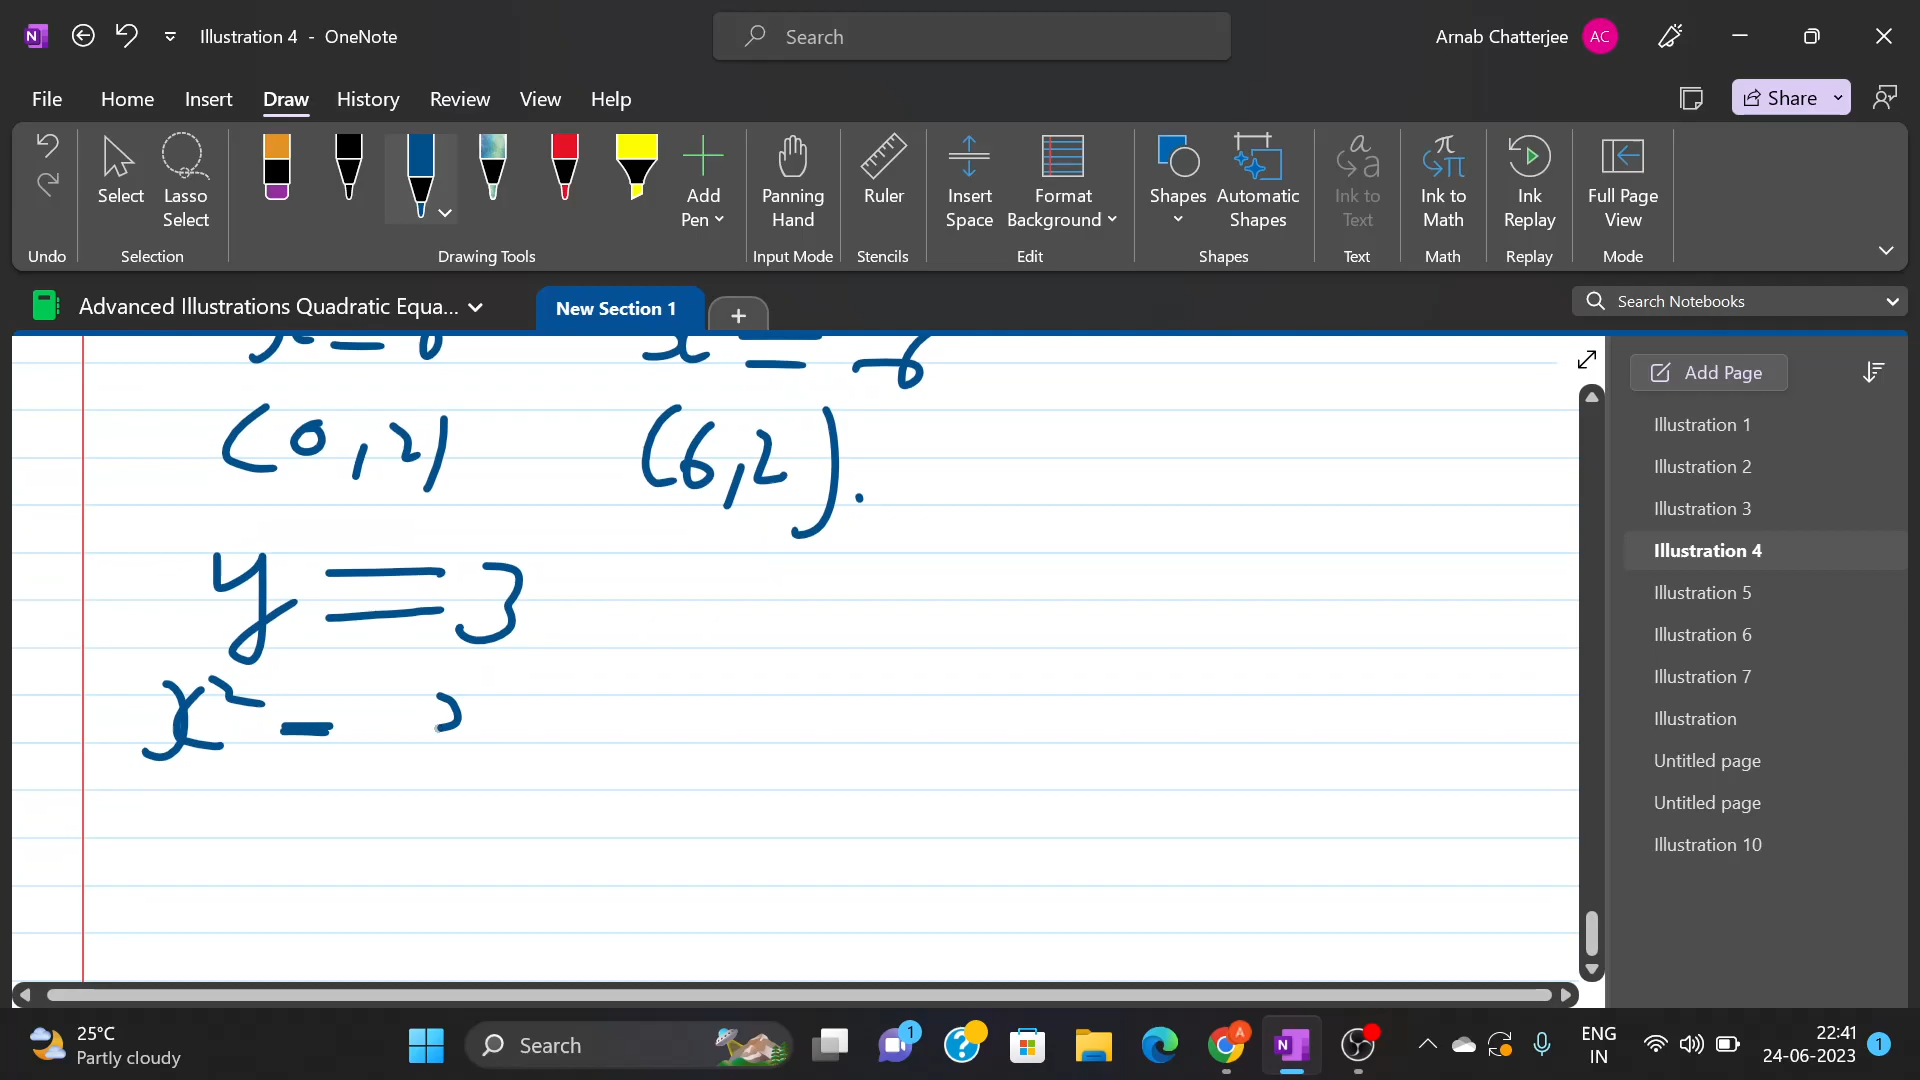 Illustration 4 - OneNote
Search
Arnab Chatterjee AC
File Home Insert Draw History Review View Help
Share
Undo
Select
Lasso Select
Selection
Drawing Tools
Add Pen
Panning Hand
Input Mode
Ruler
Stencils
Insert Space
Format Background
Edit
Shapes
Automatic Shapes
Shapes
Ink to Text
Text
Ink to Math
Math
Ink Replay
Replay
Full Page View
Mode
Advanced Illustrations Quadratic Equa...
New Section 1
Search Notebooks
(0,2) (6,2).
y = 3
x² -
Add Page
Illustration 1
Illustration 2
Illustration 3
Illustration 4
Illustration 5
Illustration 6
Illustration 7
Illustration
Untitled page
Untitled page
Illustration 10
25°C
Partly cloudy
Search
1
ENG
IN
22:41
24-06-2023
1